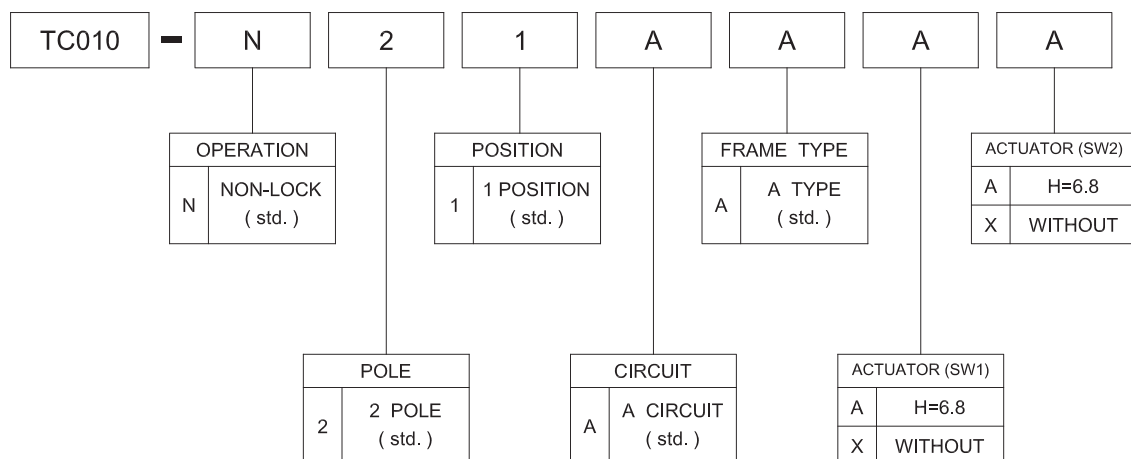 TC010 - N 2 1 A A A A
OPERATION
N NON-LOCK
( std. )
POSITION
1 1 POSITION
( std. )
FRAME TYPE
A A TYPE
( std. )
ACTUATOR (SW2)
A H=6.8
X WITHOUT
POLE
2 2 POLE
( std. )
CIRCUIT
A A CIRCUIT
( std. )
ACTUATOR (SW1)
A H=6.8
X WITHOUT